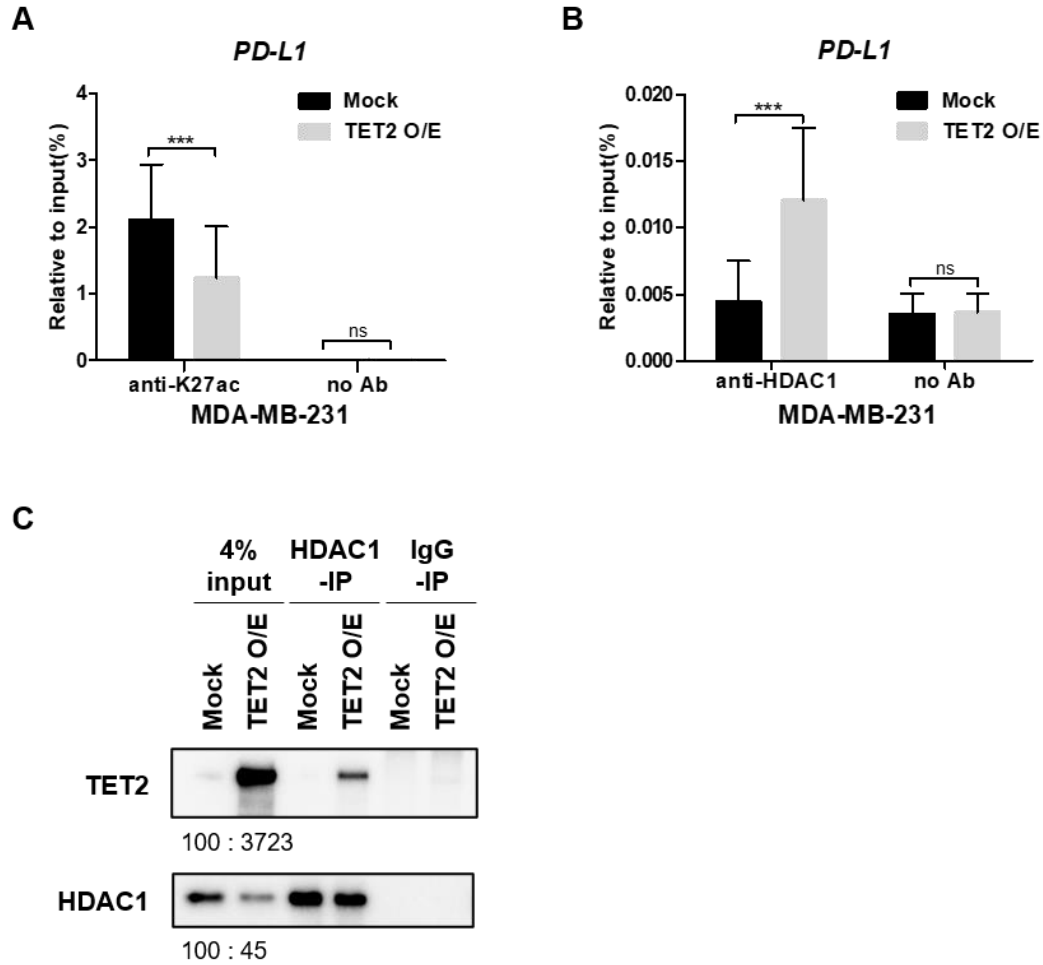 A
PD-L1
Relative to input(%)
4
3
2
1
0
Mock
TET2 O/E
***
ns
anti-K27ac
no Ab
MDA-MB-231
B
PD-L1
Relative to input(%)
0.020
0.015
0.010
0.005
0.000
Mock
TET2 O/E
***
ns
anti-HDAC1
no Ab
MDA-MB-231
C
4%
input
HDAC1
-IP
IgG
-IP
Mock
TET2 O/E
Mock
TET2 O/E
Mock
TET2 O/E
TET2
100 : 3723
HDAC1
100 : 45